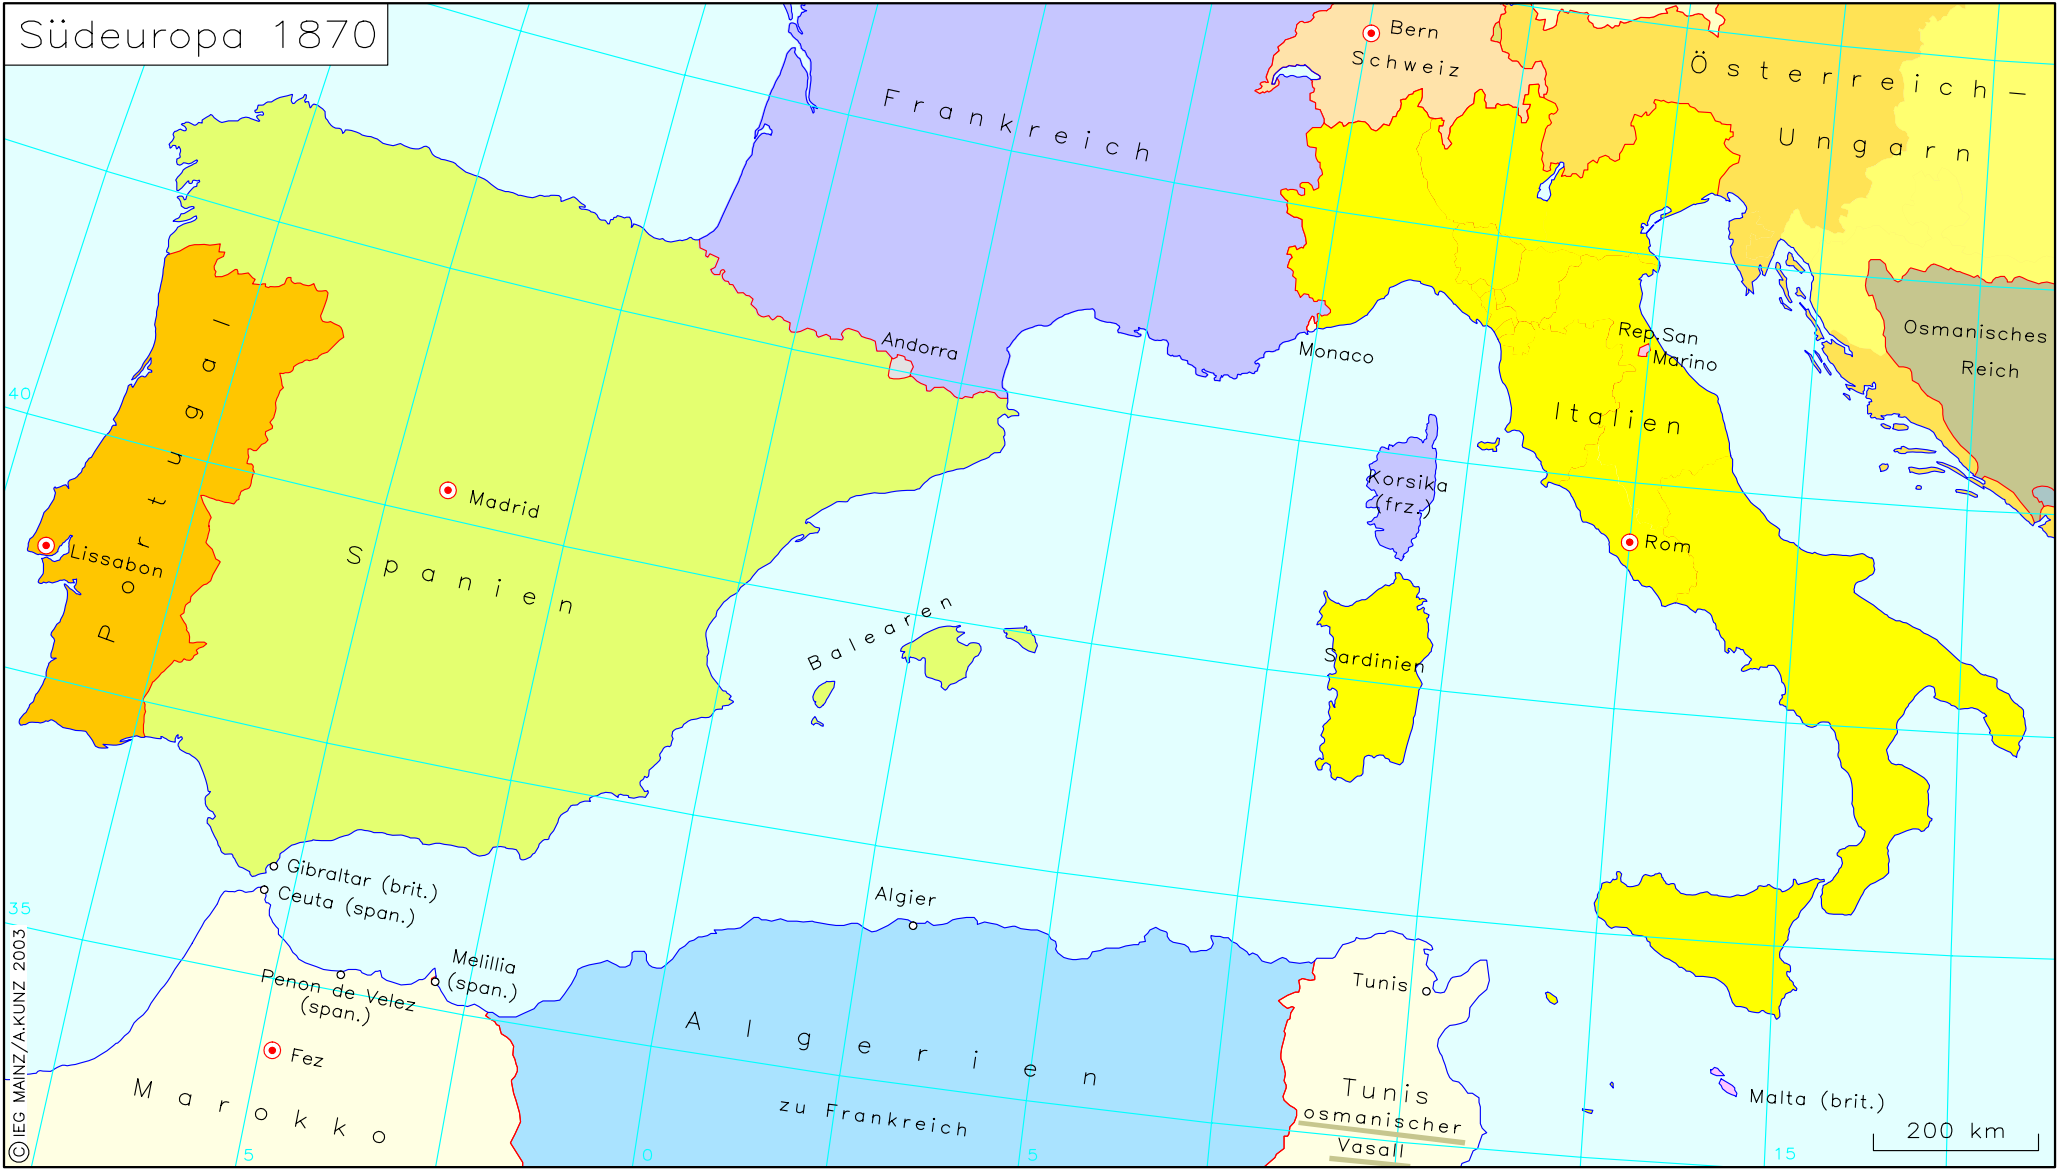 Südeuropa 1870
Bern
Schweiz
Österreich–
Ungarn
Frankreich
Osmanisches
Reich
Andorra
Monaco
Rep.San
Marino
Italien
Portugal
40
Madrid
Korsika
(frz.)
Lissabon
Rom
Spanien
Balearen
Sardinien
Gibraltar (brit.)
Ceuta (span.)
Algier
35
Melillia
(span.)
Penon de Velez
(span.)
Tunis
Fez
Algerien
zu Frankreich
Marokko
Tunis
osmanischer
Vasall
Malta (brit.)
200 km
5
0
5
15
©IEG MAINZ/A.KUNZ 2003